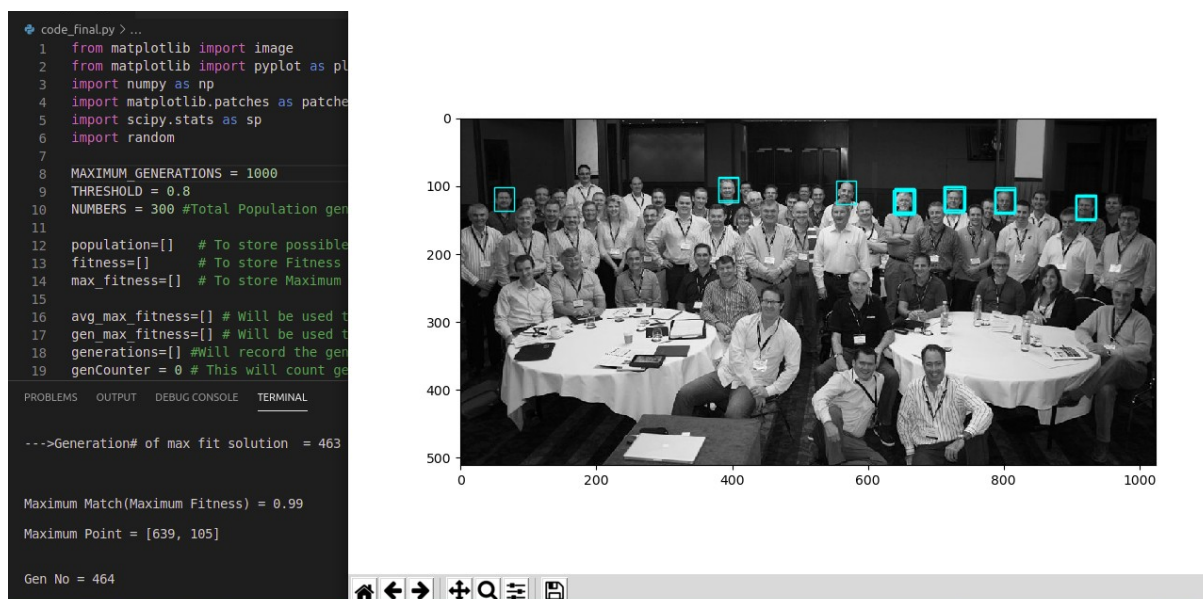 code_final.py > ...
1 from matplotlib import image
2 from matplotlib import pyplot as pl
3 import numpy as np
4 import matplotlib.patches as patche
5 import scipy.stats as sp
6 import random
7
8 MAXIMUM_GENERATIONS = 1000
9 THRESHOLD = 0.8
10 NUMBERS = 300 #Total Population gen
11
12 population=[] # To store possible
13 fitness=[] # To store Fitness
14 max_fitness=[] # To store Maximum
15
16 avg_max_fitness=[] # Will be used t
17 gen_max_fitness=[] # Will be used t
18 generations=[] #Will record the gen
19 genCounter = 0 # This will count ge
PROBLEMS OUTPUT DEBUG CONSOLE TERMINAL
--->Generation# of max fit solution = 463
Maximum Match(Maximum Fitness) = 0.99
Maximum Point = [639, 105]
Gen No = 464
0
100
200
300
400
500
0 200 400 600 800 1000